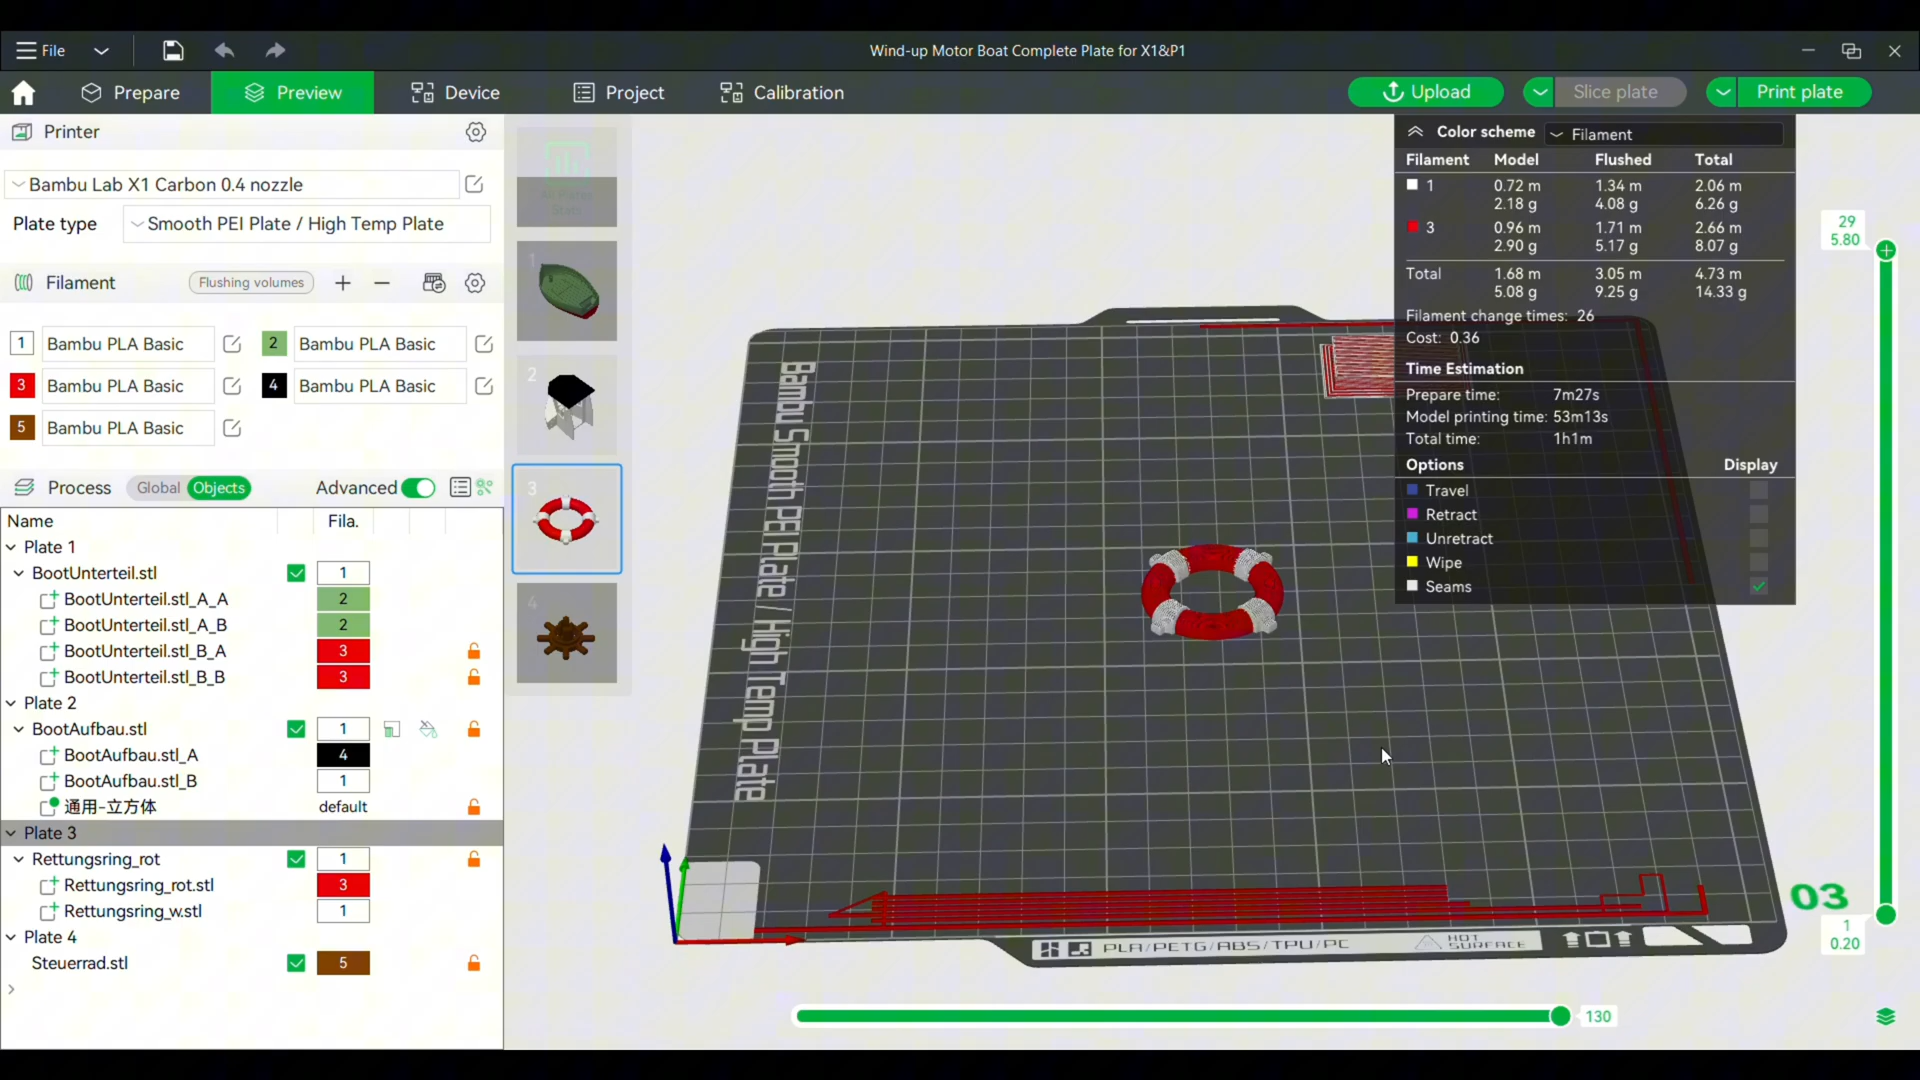 File
Wind-up Motor Boat Complete Plate for X1&P1
Prepare
Preview
Device
Project
Calibration
Upload
Slice plate
Print plate
Printer
Bambu Lab X1 Carbon 0.4 nozzle
Plate type
Smooth PEI Plate / High Temp Plate
Filament
Flushing volumes
1 Bambu PLA Basic
2 Bambu PLA Basic
3 Bambu PLA Basic
4 Bambu PLA Basic
5 Bambu PLA Basic
Process
Global
Objects
Advanced
Name Fila.
Plate 1
BootUnterteil.stl 1
BootUnterteil.stl_A_A 2
BootUnterteil.stl_A_B 2
BootUnterteil.stl_B_A 3
BootUnterteil.stl_B_B 3
Plate 2
BootAufbau.stl 1
BootAufbau.stl_A 4
BootAufbau.stl_B 1
通用-立方体 default
Plate 3
Rettungsring_rot 1
Rettungsring_rot.stl 3
Rettungsring_w.stl 1
Plate 4
Steuerrad.stl 5
All Plates
Stats
1
2
3
4
Color scheme Filament
Filament Model Flushed Total
1 0.72 m 1.34 m 2.06 m
2.18 g 4.08 g 6.26 g
3 0.96 m 1.71 m 2.66 m
2.90 g 5.17 g 8.07 g
Total 1.68 m 3.05 m 4.73 m
5.08 g 9.25 g 14.33 g
Filament change times: 26
Cost: 0.36
Time Estimation
Prepare time: 7m27s
Model printing time: 53m13s
Total time: 1h1m
Options Display
Travel
Retract
Unretract
Wipe
Seams
29
5.80
Bambu Smooth PEI Plate / High Temp Plate
03
PLA/PETG/ABS/TPU/PC
HOT
SURFACE
1
0.20
130